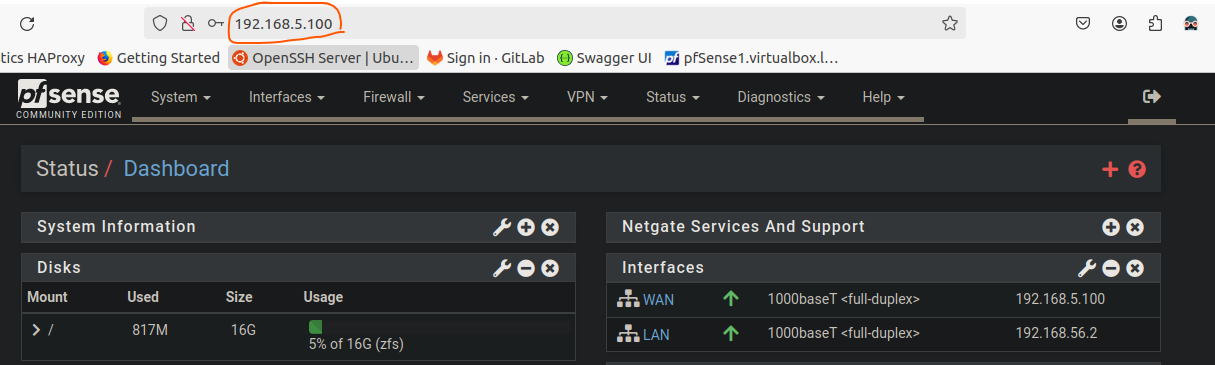 192.168.5.100
tics HAProxy Getting Started OpenSSH Server | Ubu… Sign in · GitLab Swagger UI pfSense1.virtualbox.l…
pfsense COMMUNITY EDITION System Interfaces Firewall Services VPN Status Diagnostics Help
Status / Dashboard
System Information
Disks
Mount Used Size Usage
/ 817M 16G
5% of 16G (zfs)
Netgate Services And Support
Interfaces
WAN 1000baseT <full-duplex> 192.168.5.100
LAN 1000baseT <full-duplex> 192.168.56.2